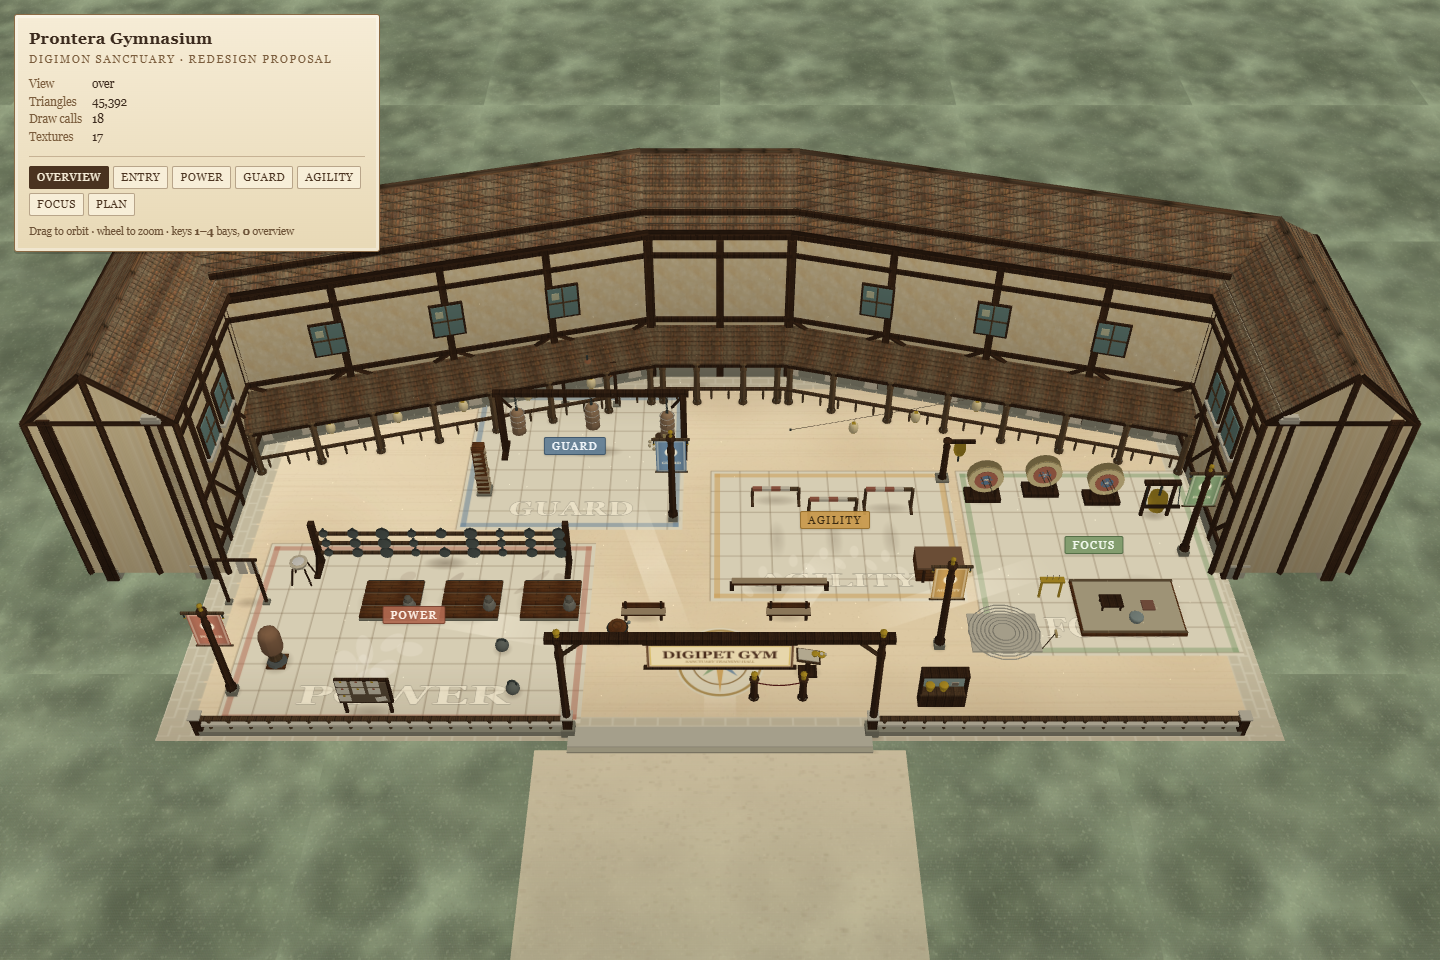 Prontera Gymnasium
DIGIMON SANCTUARY · REDESIGN PROPOSAL
View over
Triangles 45,392
Draw calls 18
Textures 17
OVERVIEW ENTRY POWER GUARD AGILITY
FOCUS PLAN
Drag to orbit · wheel to zoom · keys 1–4 bays, 0 overview
GUARD
GUARD
AGILITY
FOCUS
AGILITY
POWER
DIGIPET GYM
POWER